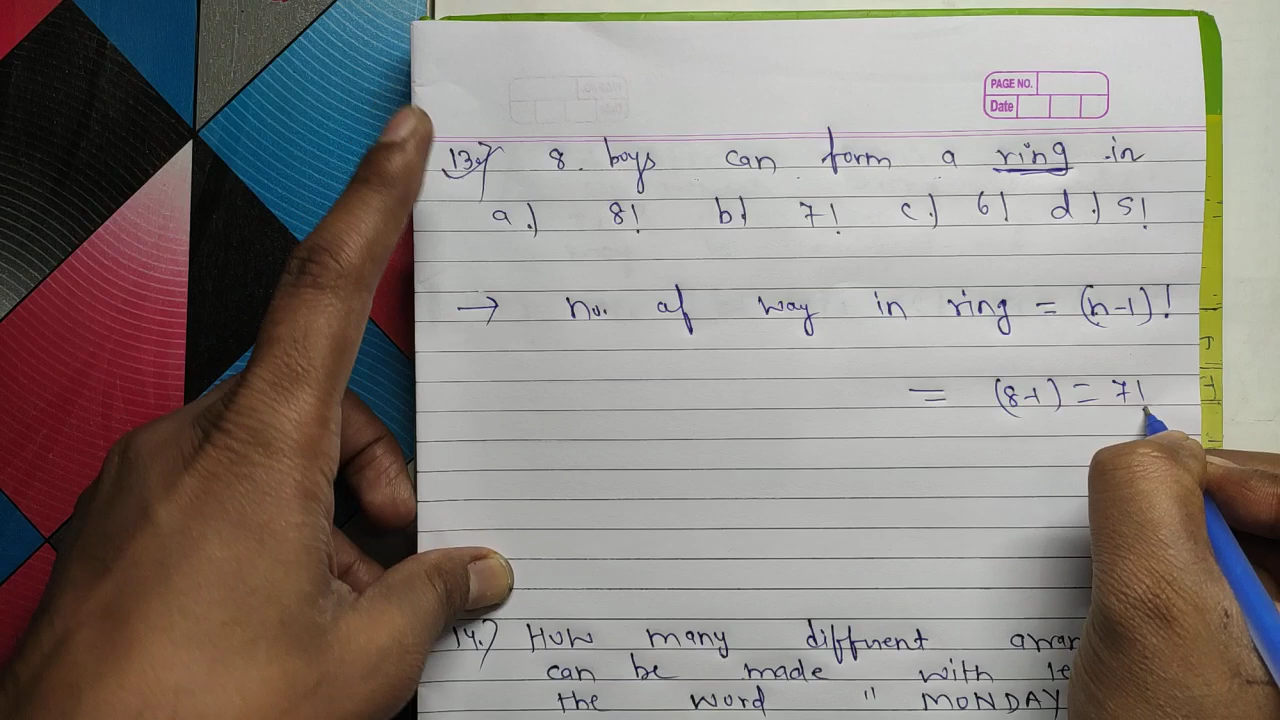 PAGE NO.
Date
13.) 8. boys can form a ring in
a.) 8! b) 7! c.) 6! d.) 5!
→ no. of way in ring = (n-1)!
= (8-1) = 7!
14.) How many different
can be made with
the word " MONDAY